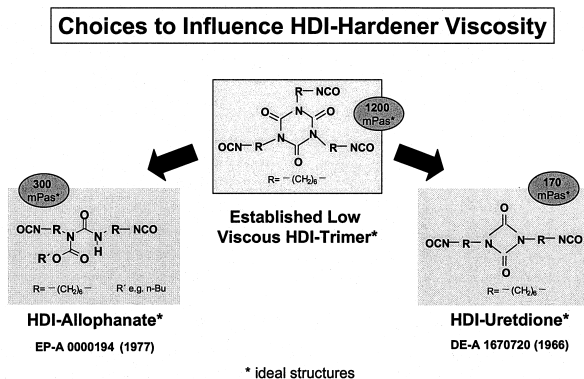 Choices to Influence HDI-Hardener Viscosity
R—NCO
1200
mPas*
O
O
N
N
N
OCN—R
R—NCO
O
R= —(CH₂)₆—
Established Low
Viscous HDI-Trimer*
300
mPas*
O
OCN—R
N
N
R—NCO
H
R´
O
O
R= —(CH₂)₆—
R´ e.g. n-Bu
HDI-Allophanate*
EP-A 0000194 (1977)
170
mPas*
O
OCN—R—N
N—R—NCO
O
R= —(CH₂)₆—
HDI-Uretdione*
DE-A 1670720 (1966)
* ideal structures